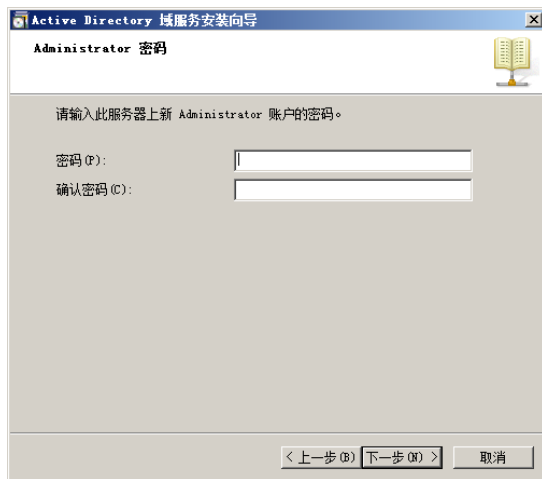 Active Directory 域服务安装向导
Administrator 密码
请输入此服务器上新 Administrator 账户的密码。
密码(P):
确认密码(C):
< 上一步(B) 下一步(N) > 取消